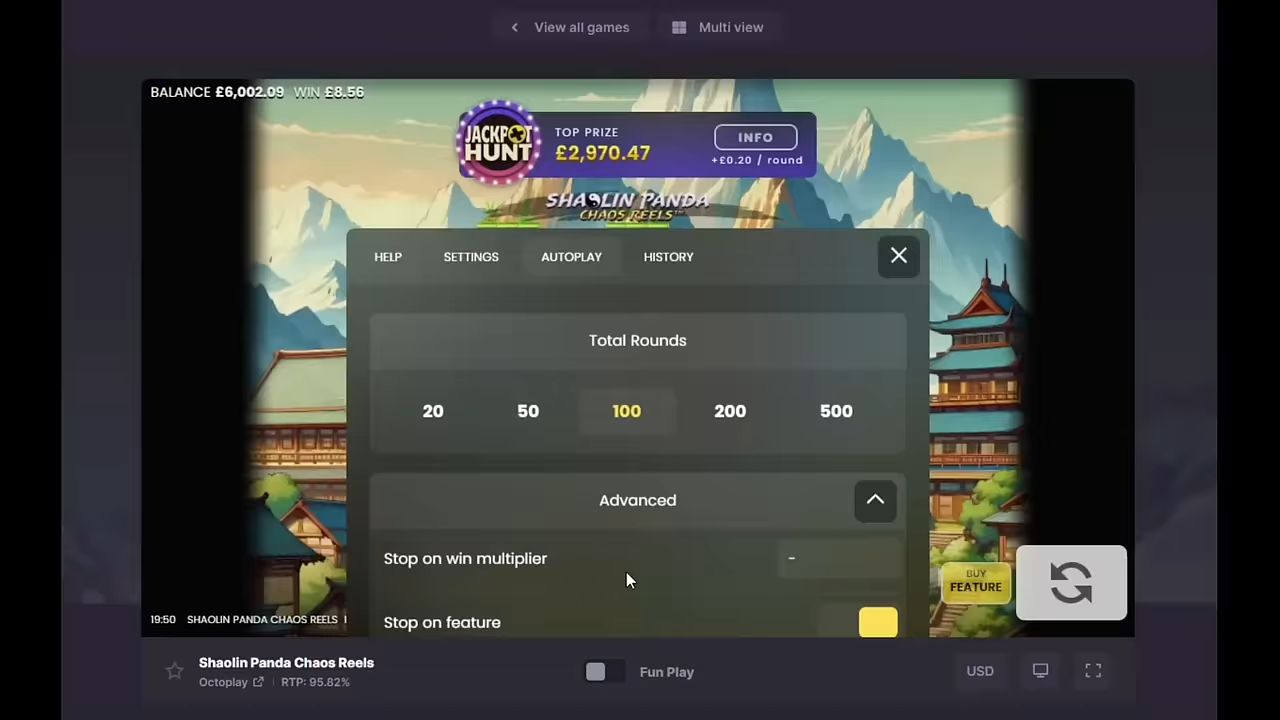 View all games
Multi view
BALANCE £6,002.09 WIN £8.56
JACKPOT HUNT
TOP PRIZE
£2,970.47
INFO
+£0.20 / round
SHAOLIN PANDA
CHAOS REELS™
HELP
SETTINGS
AUTOPLAY
HISTORY
Total Rounds
20
50
100
200
500
Advanced
Stop on win multiplier
-
Stop on feature
BUY
FEATURE
19:50 SHAOLIN PANDA CHAOS REELS
Shaolin Panda Chaos Reels
Octoplay
RTP: 95.82%
Fun Play
USD